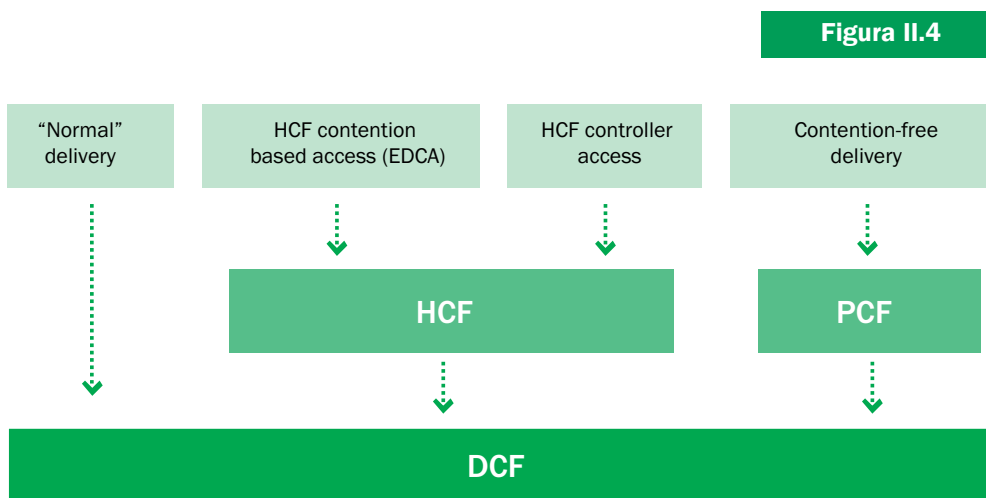 Figura II.4
“Normal”
delivery
HCF contention
based access (EDCA)
HCF controller
access
Contention-free
delivery
HCF
PCF
DCF